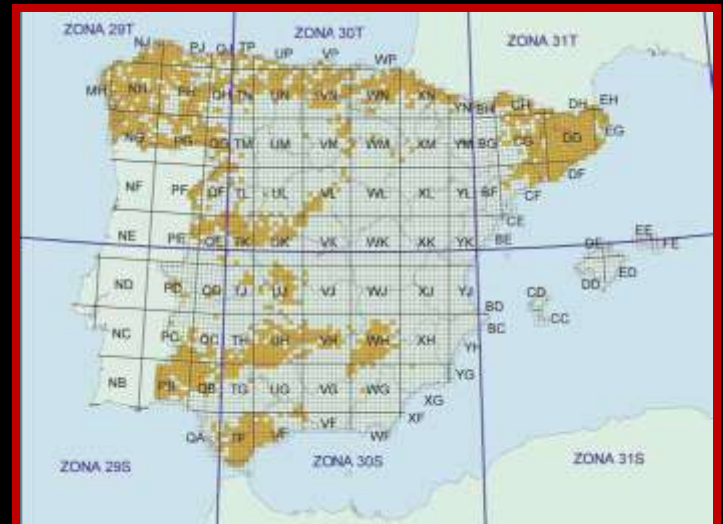 ZONA 29T ZONA 30T ZONA 31T
NJ PJ QJ TP UP VP WP
MH NH PH QH TN UN VN WN XN YN BH CH DH EH
NG PG QG TM UM VM WM XM YM BG CG DG EG
NF PF QF TL UL VL WL XL YL BF CF DF
NE PE QE TK UK VK WK XK YK BE CE DE EE FE
ND PD QD TJ UJ VJ WJ XJ YJ BD CD DD ED
NC PC QC TH UH VH WH XH YH BC CC
NB PB QB TG UG VG WG XG YG
QA TF UF VF WF XF
ZONA 29S ZONA 30S ZONA 31S